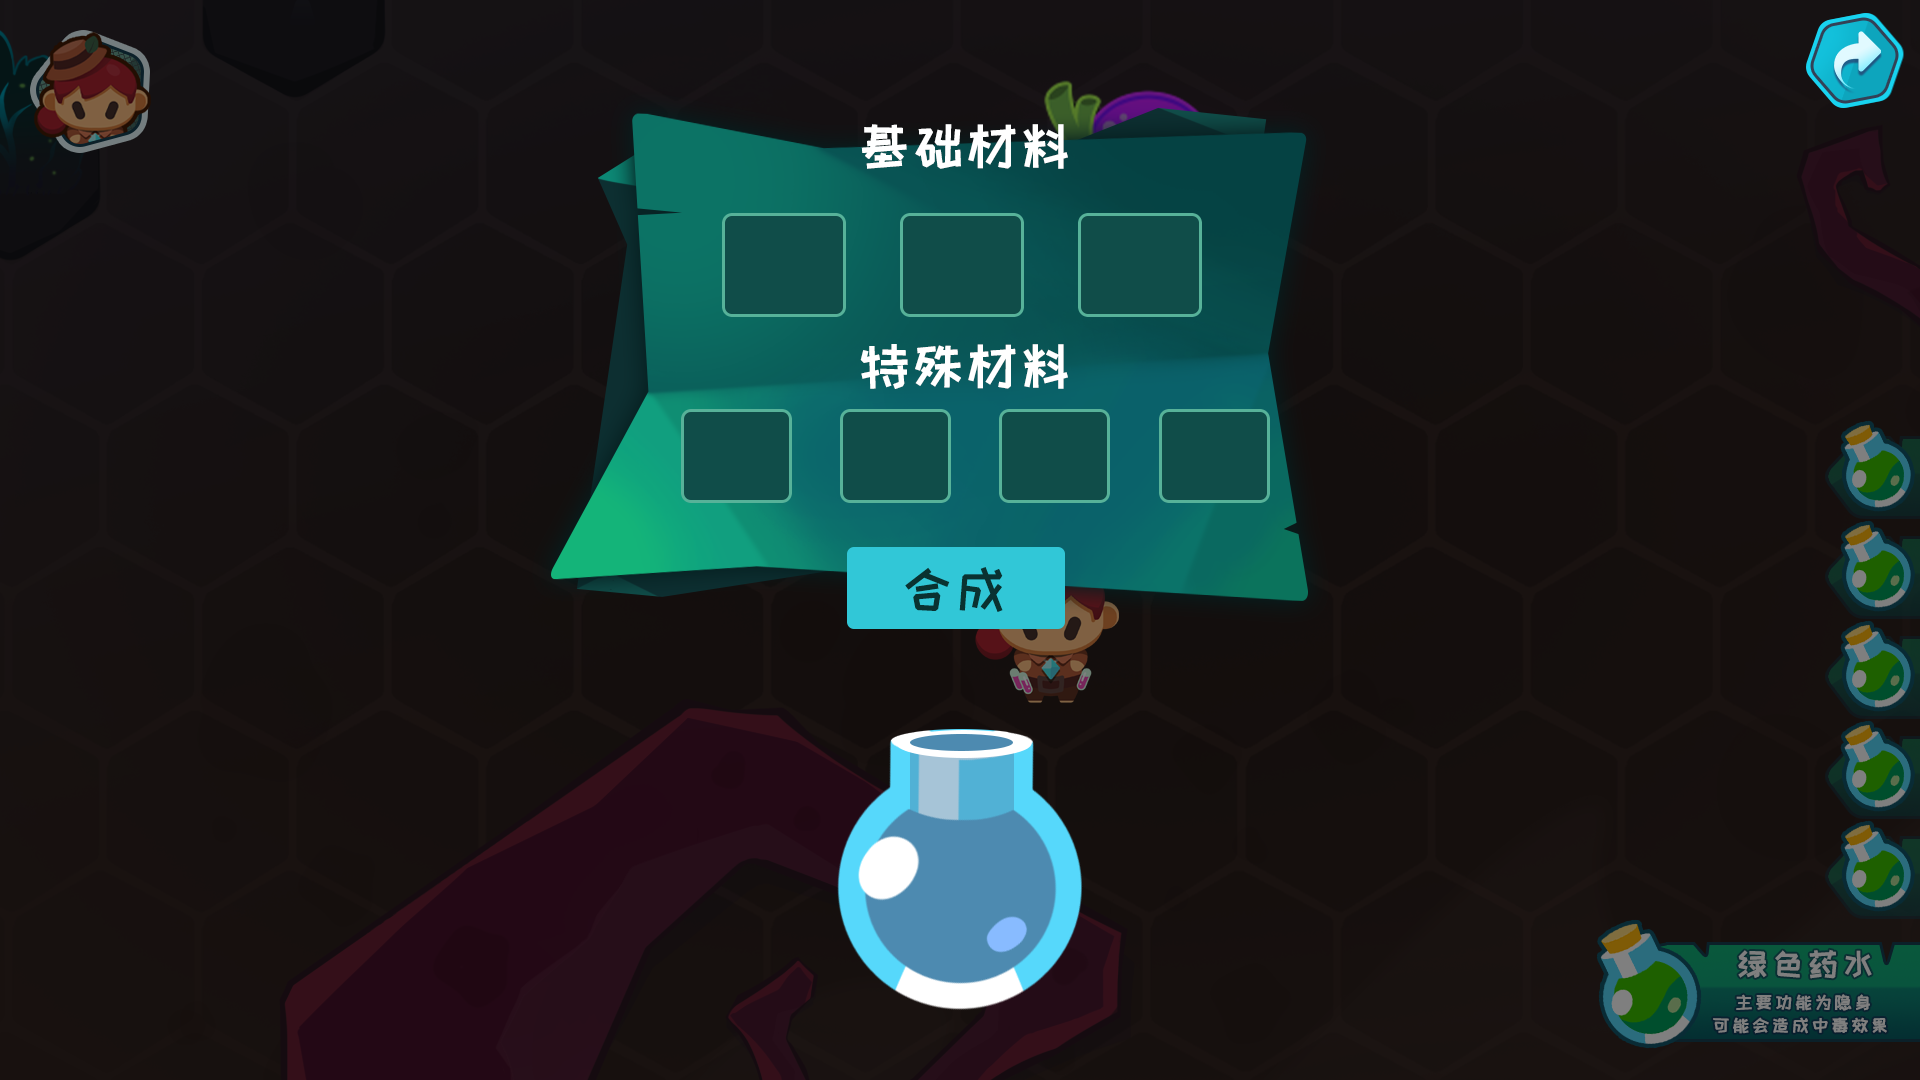 基础材料
特殊材料
合成
绿色药水
主要功能为隐身
可能会造成中毒效果